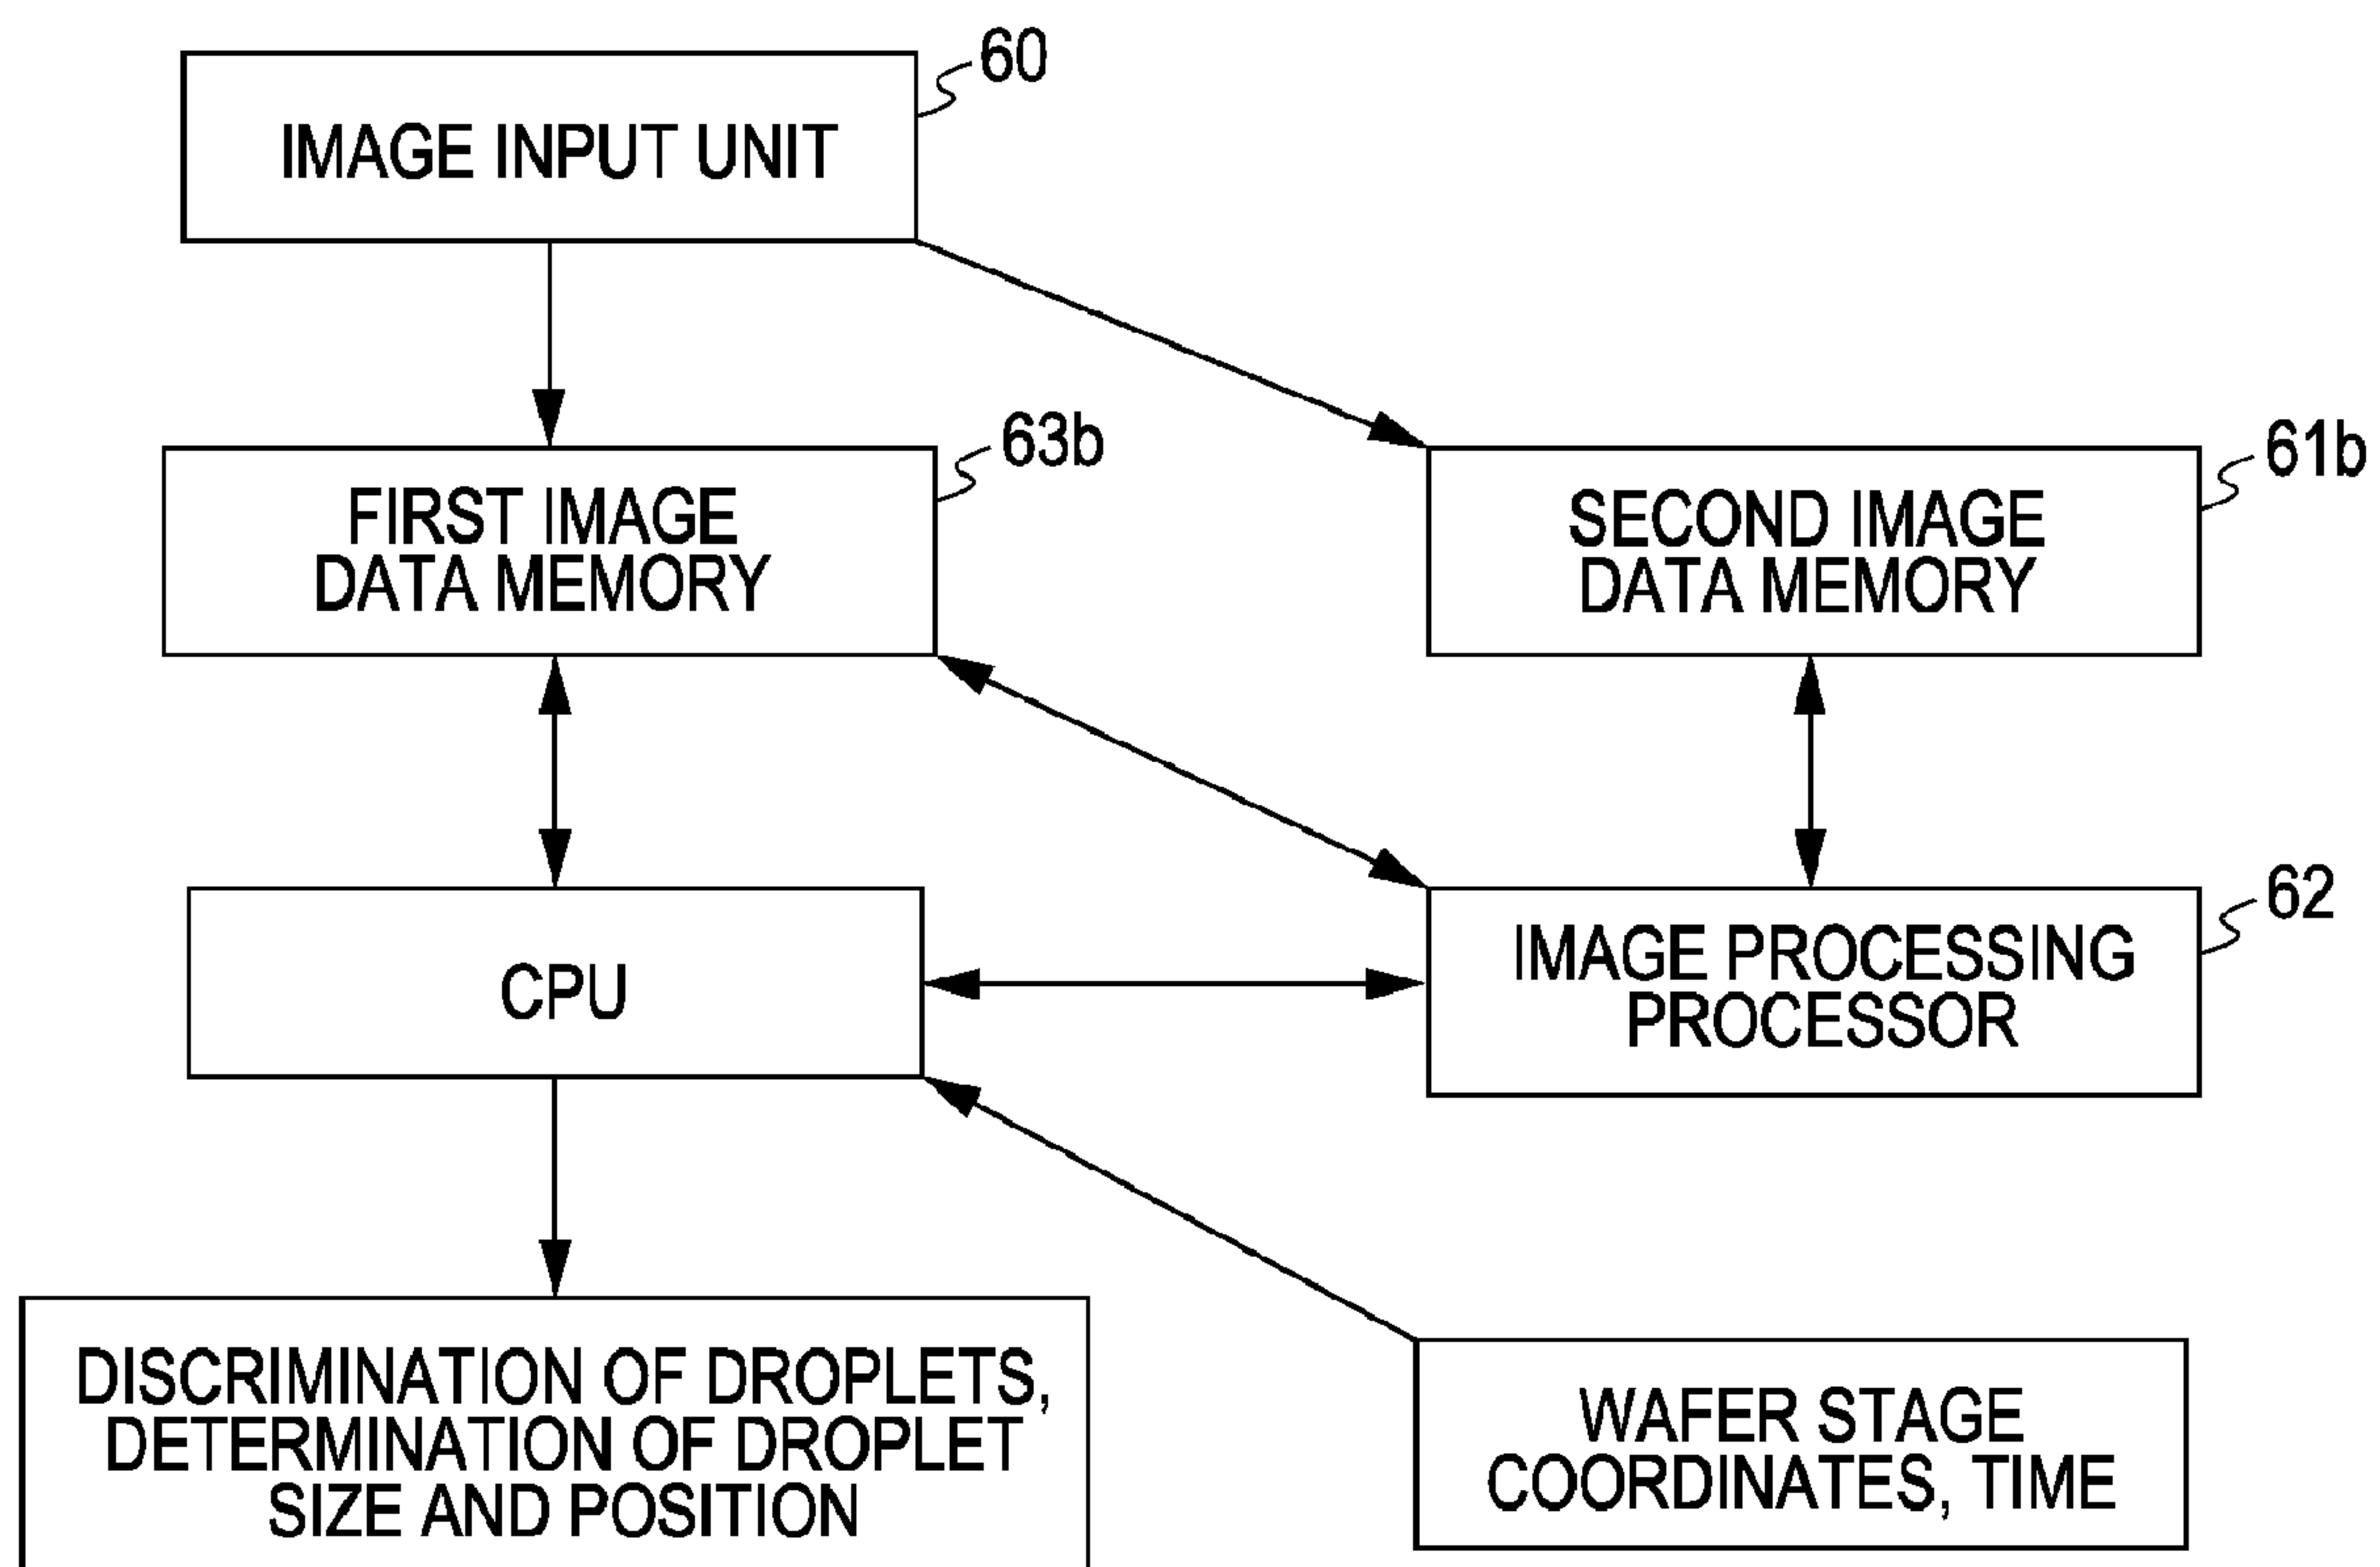 60
IMAGE INPUT UNIT
63b
FIRST IMAGE
DATA MEMORY
61b
SECOND IMAGE
DATA MEMORY
CPU
62
IMAGE PROCESSING
PROCESSOR
DISCRIMINATION OF DROPLETS,
DETERMINATION OF DROPLET
SIZE AND POSITION
WAFER STAGE
COORDINATES, TIME